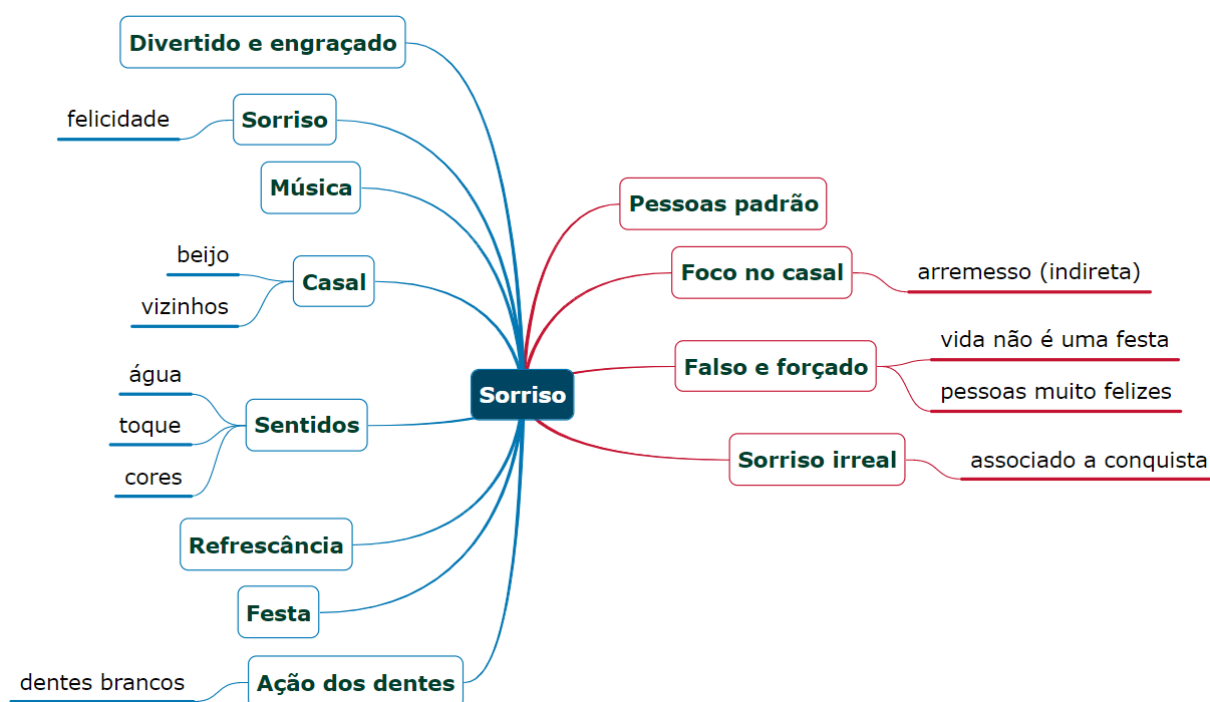 Divertido e engraçado
felicidade
Sorriso
Música
beijo
vizinhos
Casal
água
toque
cores
Sentidos
Refrescância
Festa
dentes brancos
Ação dos dentes
Sorriso
Pessoas padrão
Foco no casal
arremesso (indireta)
Falso e forçado
vida não é uma festa
pessoas muito felizes
Sorriso irreal
associado a conquista